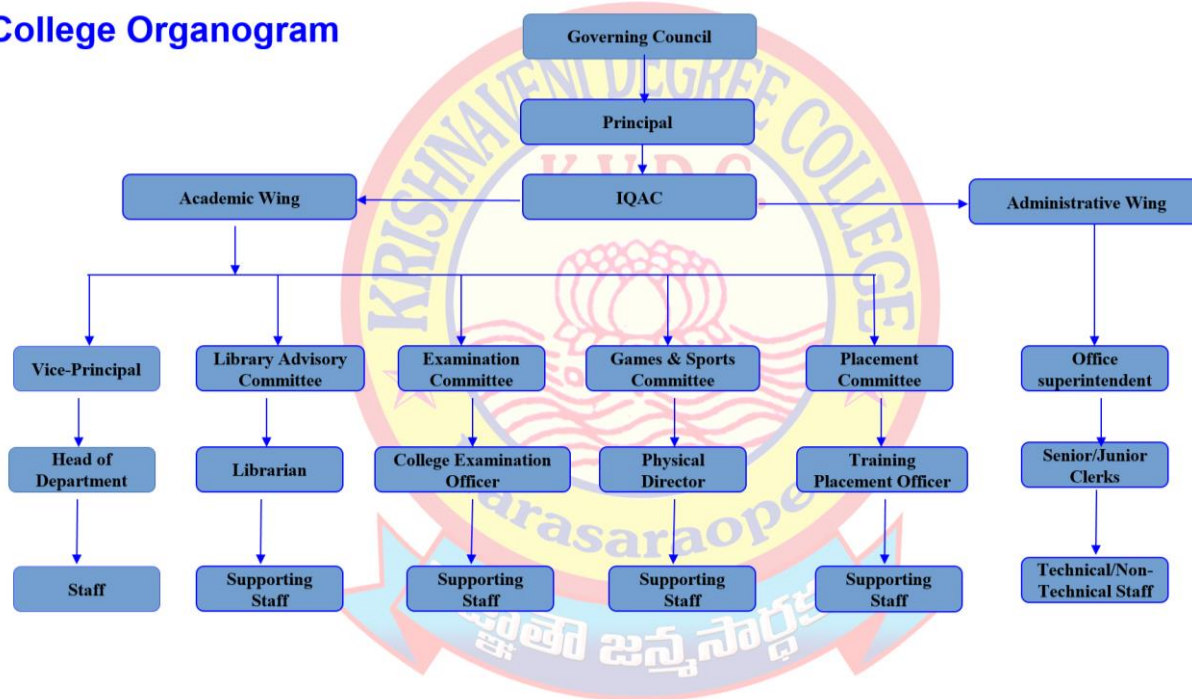 College Organogram
Governing Council
KRISHNAVENI DEGREE COLLEGE
Principal
K.V.D.C.
Academic Wing
IQAC
Administrative Wing
Vice-Principal
Library Advisory
Committee
Examination
Committee
Games & Sports
Committee
Placement
Committee
Office
superintendent
Head of
Department
Librarian
College Examination
Officer
Physical
Director
Training
Placement Officer
Senior/Junior
Clerks
Staff
Supporting
Staff
Supporting
Staff
Supporting
Staff
Supporting
Staff
Technical/Non-
Technical Staff
జన్మ